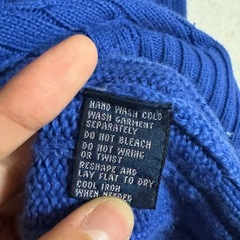 HAND WASH COLD
WASH GARMENT
SEPARATELY
DO NOT BLEACH
DO NOT WRING
OR TWIST
RESHAPE AND
LAY FLAT TO DRY
COOL IRON
WHEN NEEDED